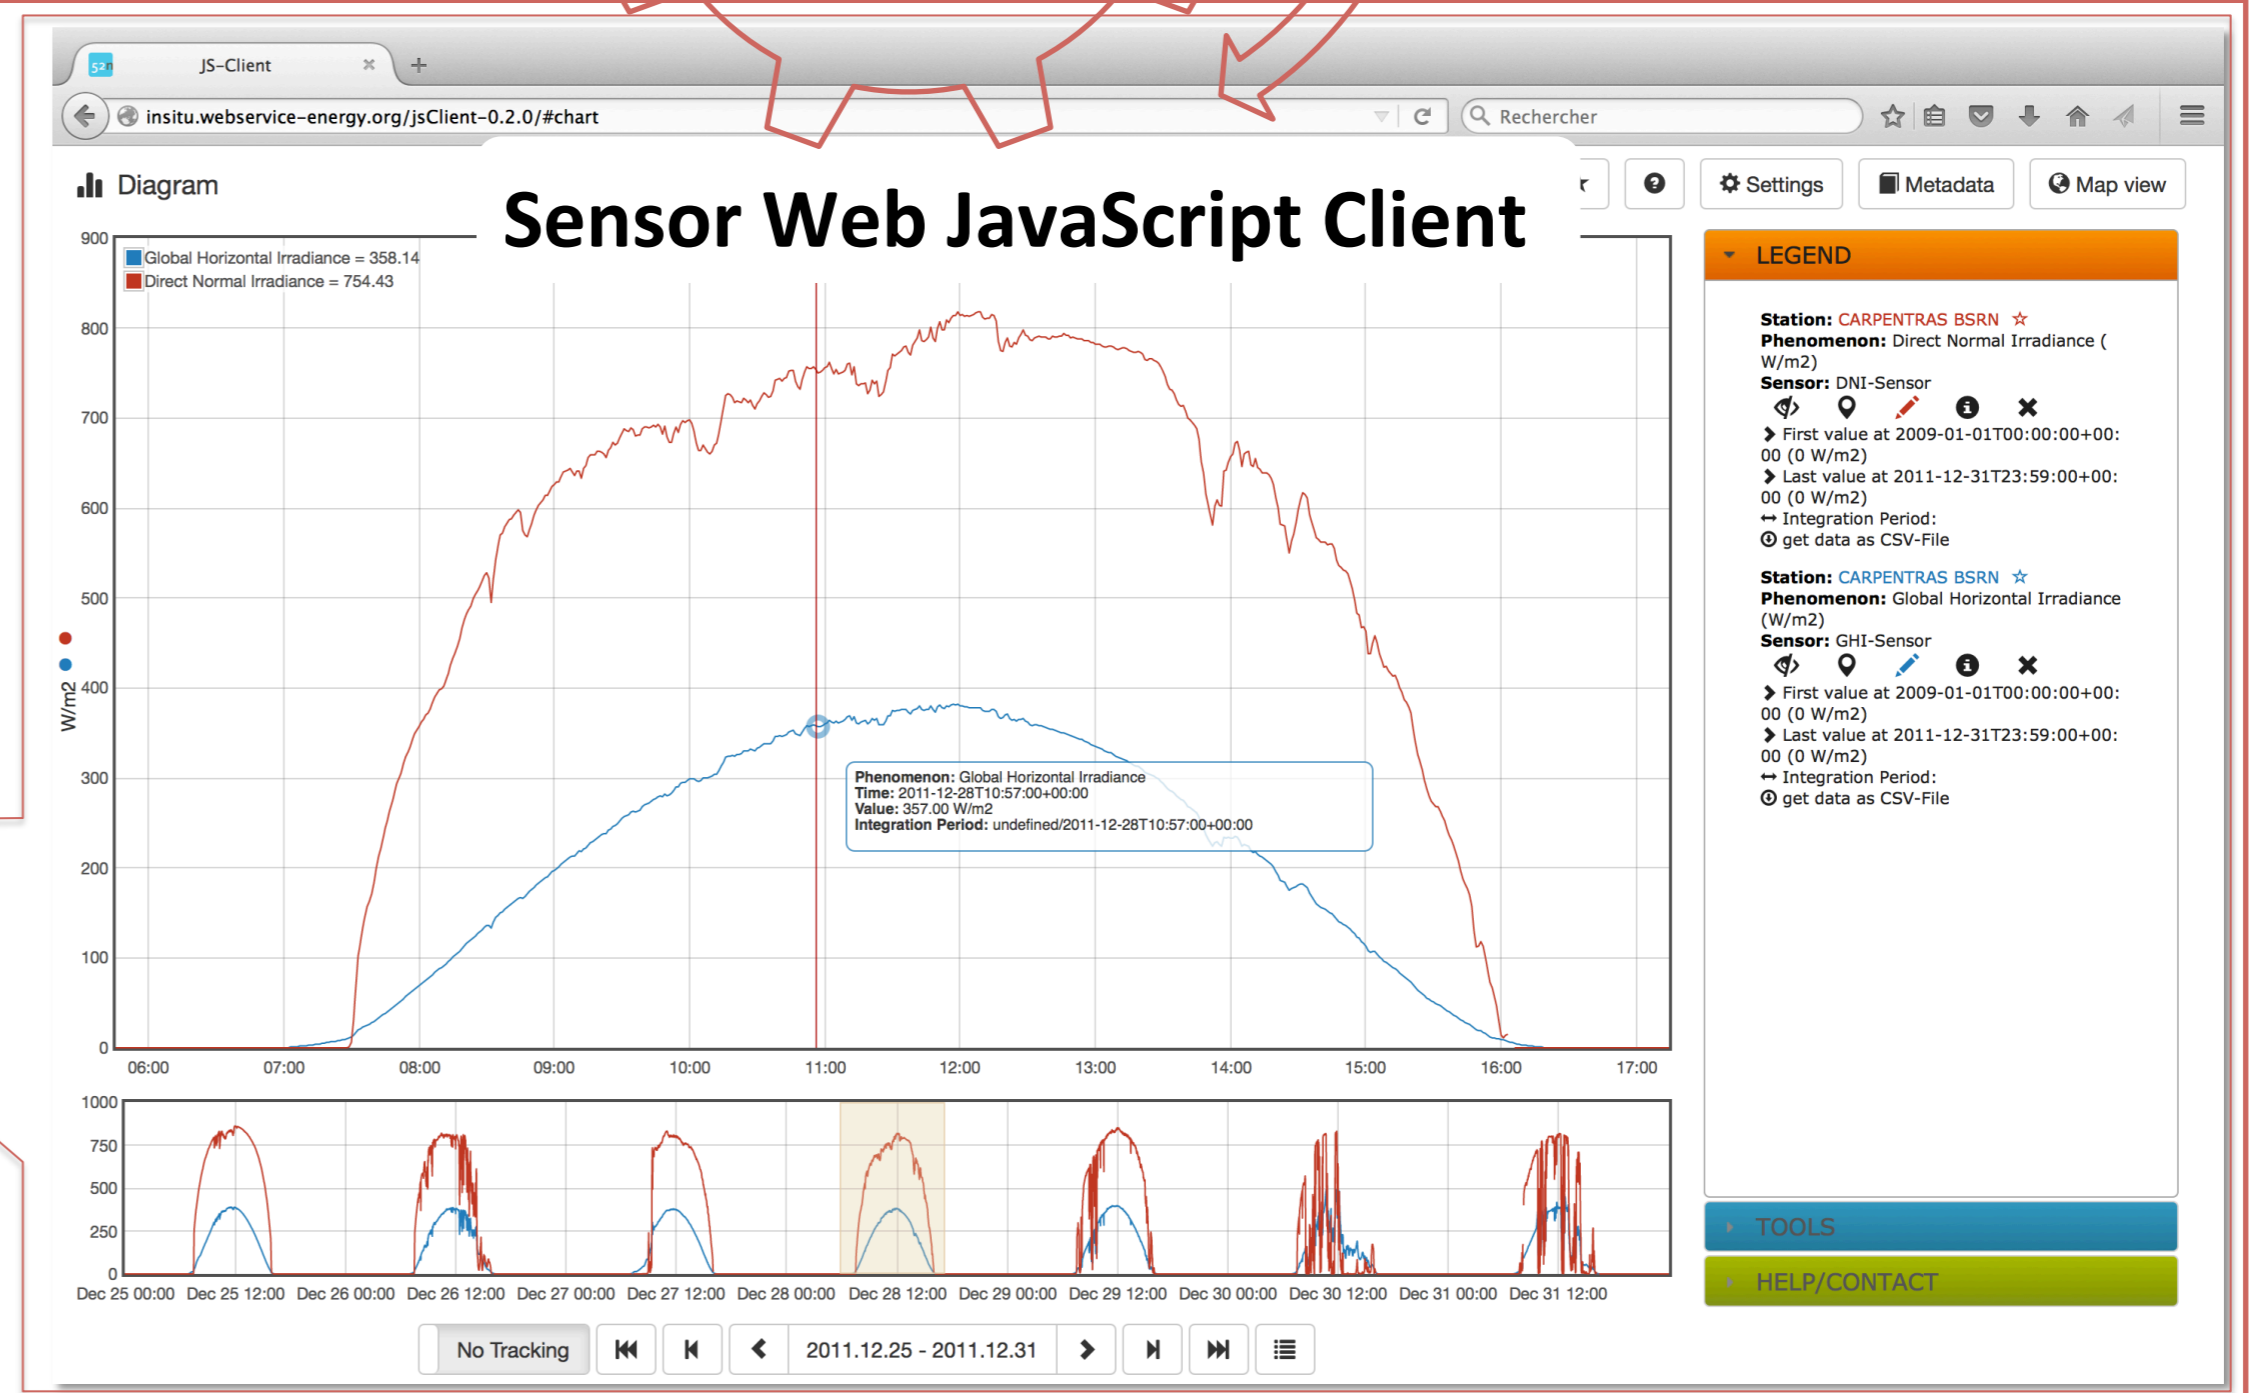 52n
JS-Client
insitu.webservice-energy.org/jsClient-0.2.0/#chart
Rechercher
Diagram
Sensor Web JavaScript Client
Settings
Metadata
Map view
900
800
700
600
500
400
300
200
100
0
W/m2
Global Horizontal Irradiance = 358.14
Direct Normal Irradiance = 754.43
Phenomenon: Global Horizontal Irradiance
Time: 2011-12-28T10:57:00+00:00
Value: 357.00 W/m2
Integration Period: undefined/2011-12-28T10:57:00+00:00
06:00 07:00 08:00 09:00 10:00 11:00 12:00 13:00 14:00 15:00 16:00 17:00
LEGEND
Station: CARPENTRAS BSRN
Phenomenon: Direct Normal Irradiance (
W/m2)
Sensor: DNI-Sensor
First value at 2009-01-01T00:00:00+00:
00 (0 W/m2)
Last value at 2011-12-31T23:59:00+00:
00 (0 W/m2)
Integration Period:
get data as CSV-File
Station: CARPENTRAS BSRN
Phenomenon: Global Horizontal Irradiance
(W/m2)
Sensor: GHI-Sensor
First value at 2009-01-01T00:00:00+00:
00 (0 W/m2)
Last value at 2011-12-31T23:59:00+00:
00 (0 W/m2)
Integration Period:
get data as CSV-File
TOOLS
HELP/CONTACT
1000
750
500
250
0
Dec 25 00:00 Dec 25 12:00 Dec 26 00:00 Dec 26 12:00 Dec 27 00:00 Dec 27 12:00 Dec 28 00:00 Dec 28 12:00 Dec 29 00:00 Dec 29 12:00 Dec 30 00:00 Dec 30 12:00 Dec 31 00:00 Dec 31 12:00
No Tracking
2011.12.25 - 2011.12.31